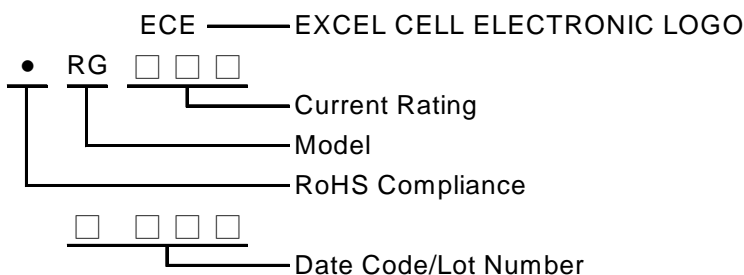 ECE EXCEL CELL ELECTRONIC LOGO
• RG □ □ □
Current Rating
Model
RoHS Compliance
□ □ □ □
Date Code/Lot Number